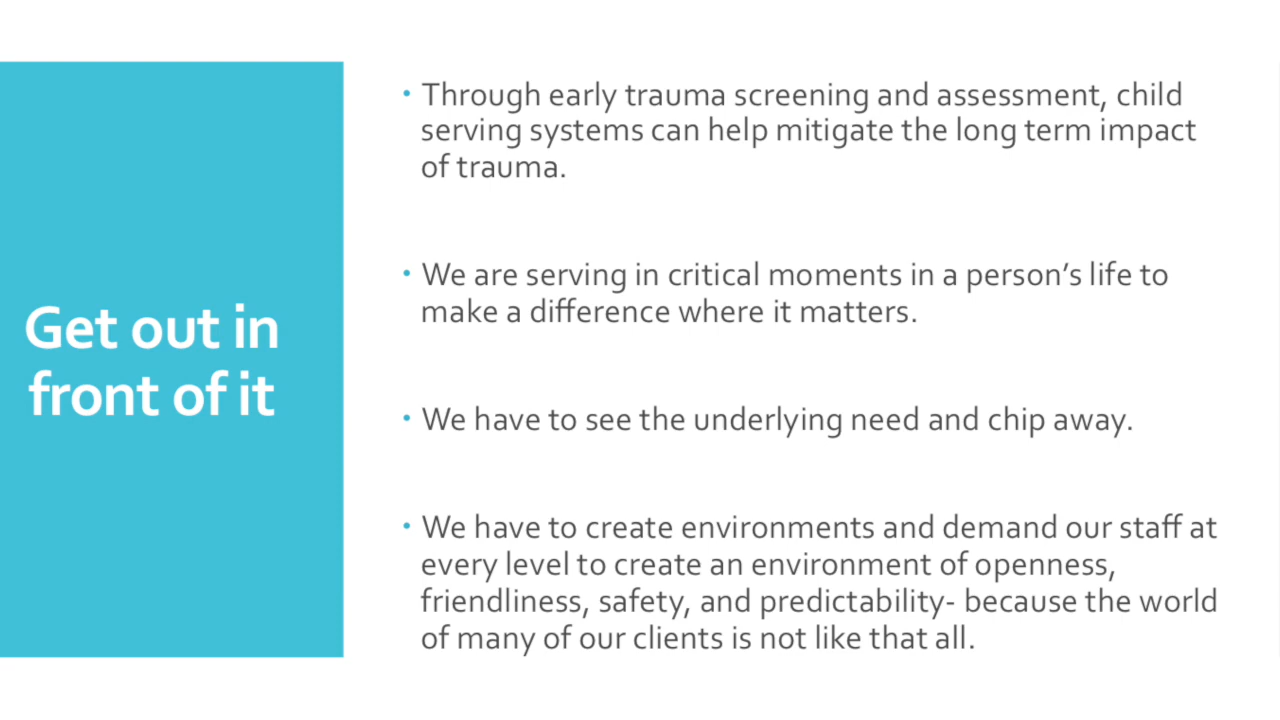 Get out in
front of it
• Through early trauma screening and assessment, child
serving systems can help mitigate the long term impact
of trauma.
• We are serving in critical moments in a person’s life to
make a difference where it matters.
• We have to see the underlying need and chip away.
• We have to create environments and demand our staff at
every level to create an environment of openness,
friendliness, safety, and predictability- because the world
of many of our clients is not like that all.